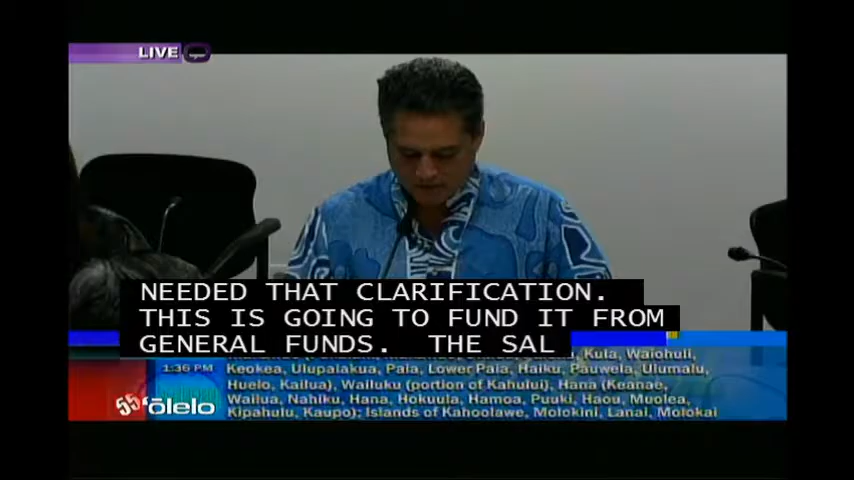 LIVE
NEEDED THAT CLARIFICATION.
THIS IS GOING TO FUND IT FROM
GENERAL FUNDS. THE SAL
Kula, Waiohuli,
1:36 PM
Keokea, Ulupalakua, Paia, Lower Paia, Haiku, Pauwela, Ulumalu,
Huelo, Kailua), Wailuku (portion of Kahului), Hana (Keanae,
55 'ōlelo
Wailua, Nahiku, Hana, Hokuula, Hamoa, Puuki, Haou, Muolea,
Kipahulu, Kaupo); Islands of Kahoolawe, Molokini, Lanai, Molokai